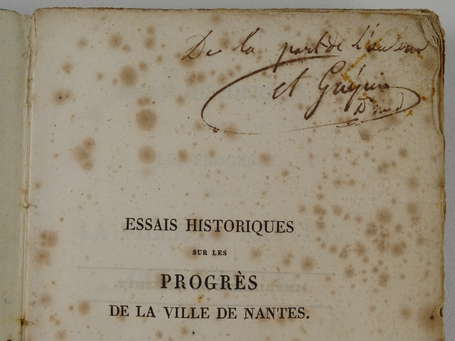 De la part de l'auteur
A Guépin
D. m. P.
ESSAIS HISTORIQUES
SUR LES
PROGRÈS
DE LA VILLE DE NANTES.